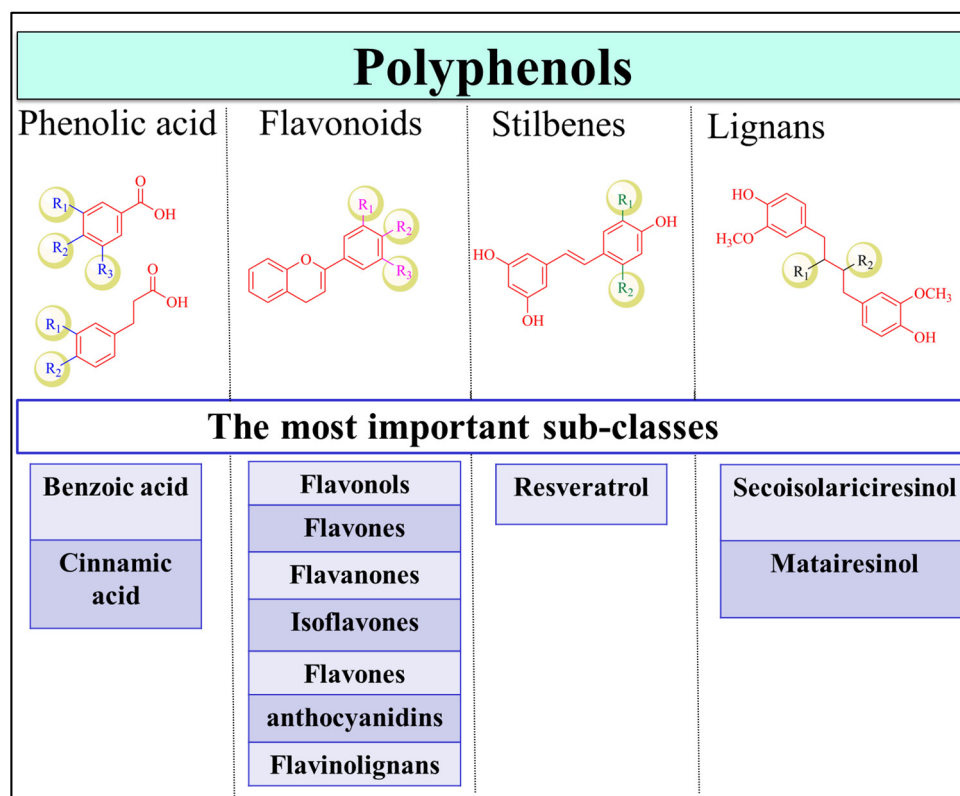 Polyphenols
Phenolic acid
Flavonoids
Stilbenes
Lignans
R1
R2
R3
O
OH
O
OH
R1
R2
O
R1
R2
R3
R1
OH
HO
R2
OH
HO
H3CO
R1
R2
OCH3
OH
The most important sub-classes
Benzoic acid
Cinnamic
acid
Flavonols
Flavones
Flavanones
Isoflavones
Flavones
anthocyanidins
Flavinolignans
Resveratrol
Secoisolariciresinol
Matairesinol